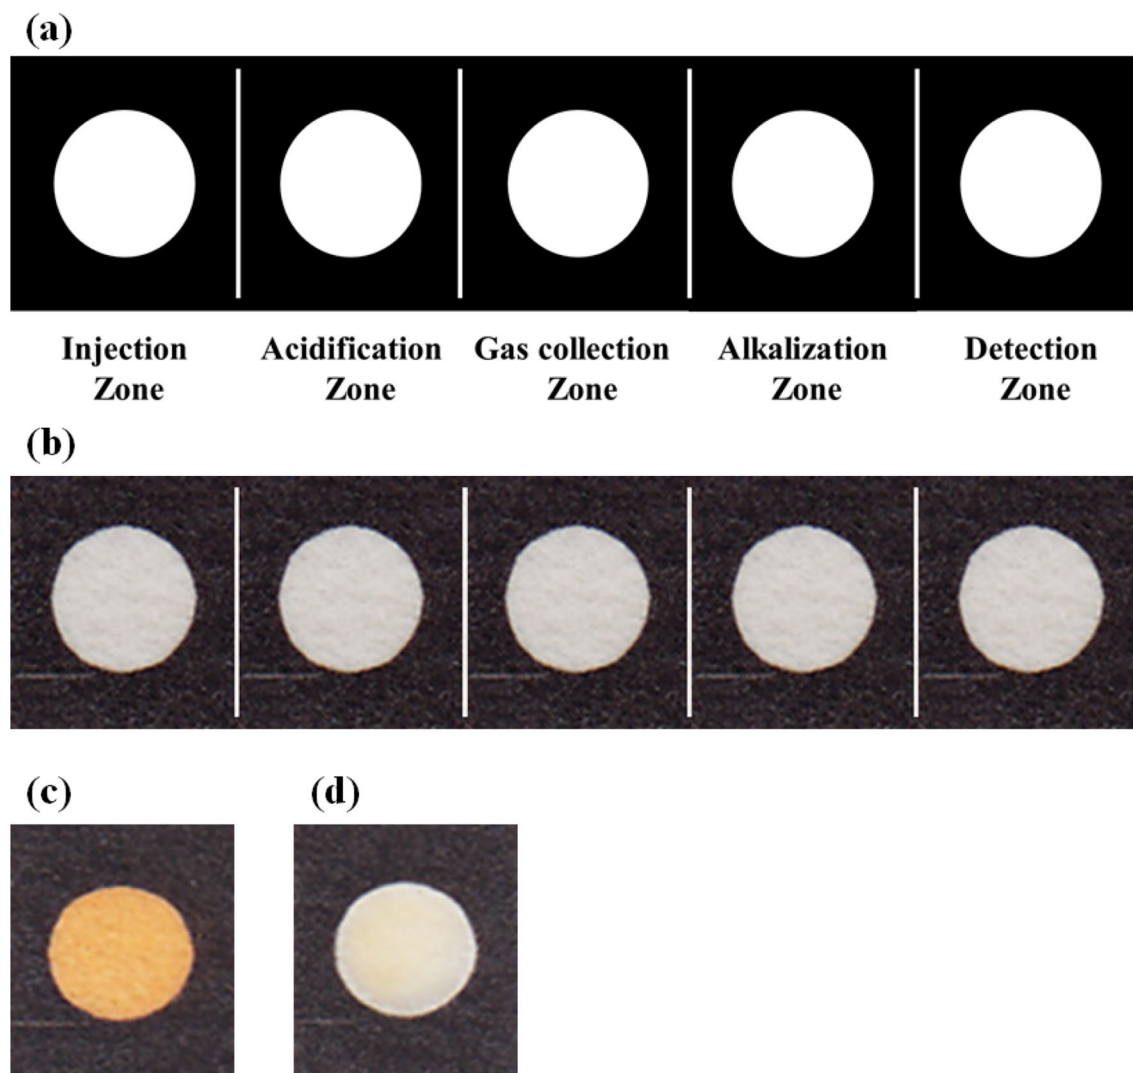 (a)
Injection Zone
Acidification Zone
Gas collection Zone
Alkalization Zone
Detection Zone
(b)
(c)
(d)